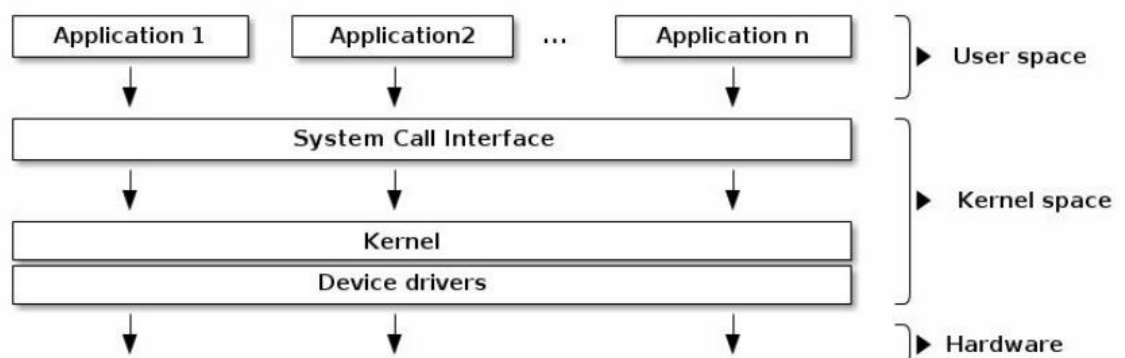 Application 1 Application2 ... Application n
User space
System Call Interface
Kernel space
Kernel
Device drivers
Hardware